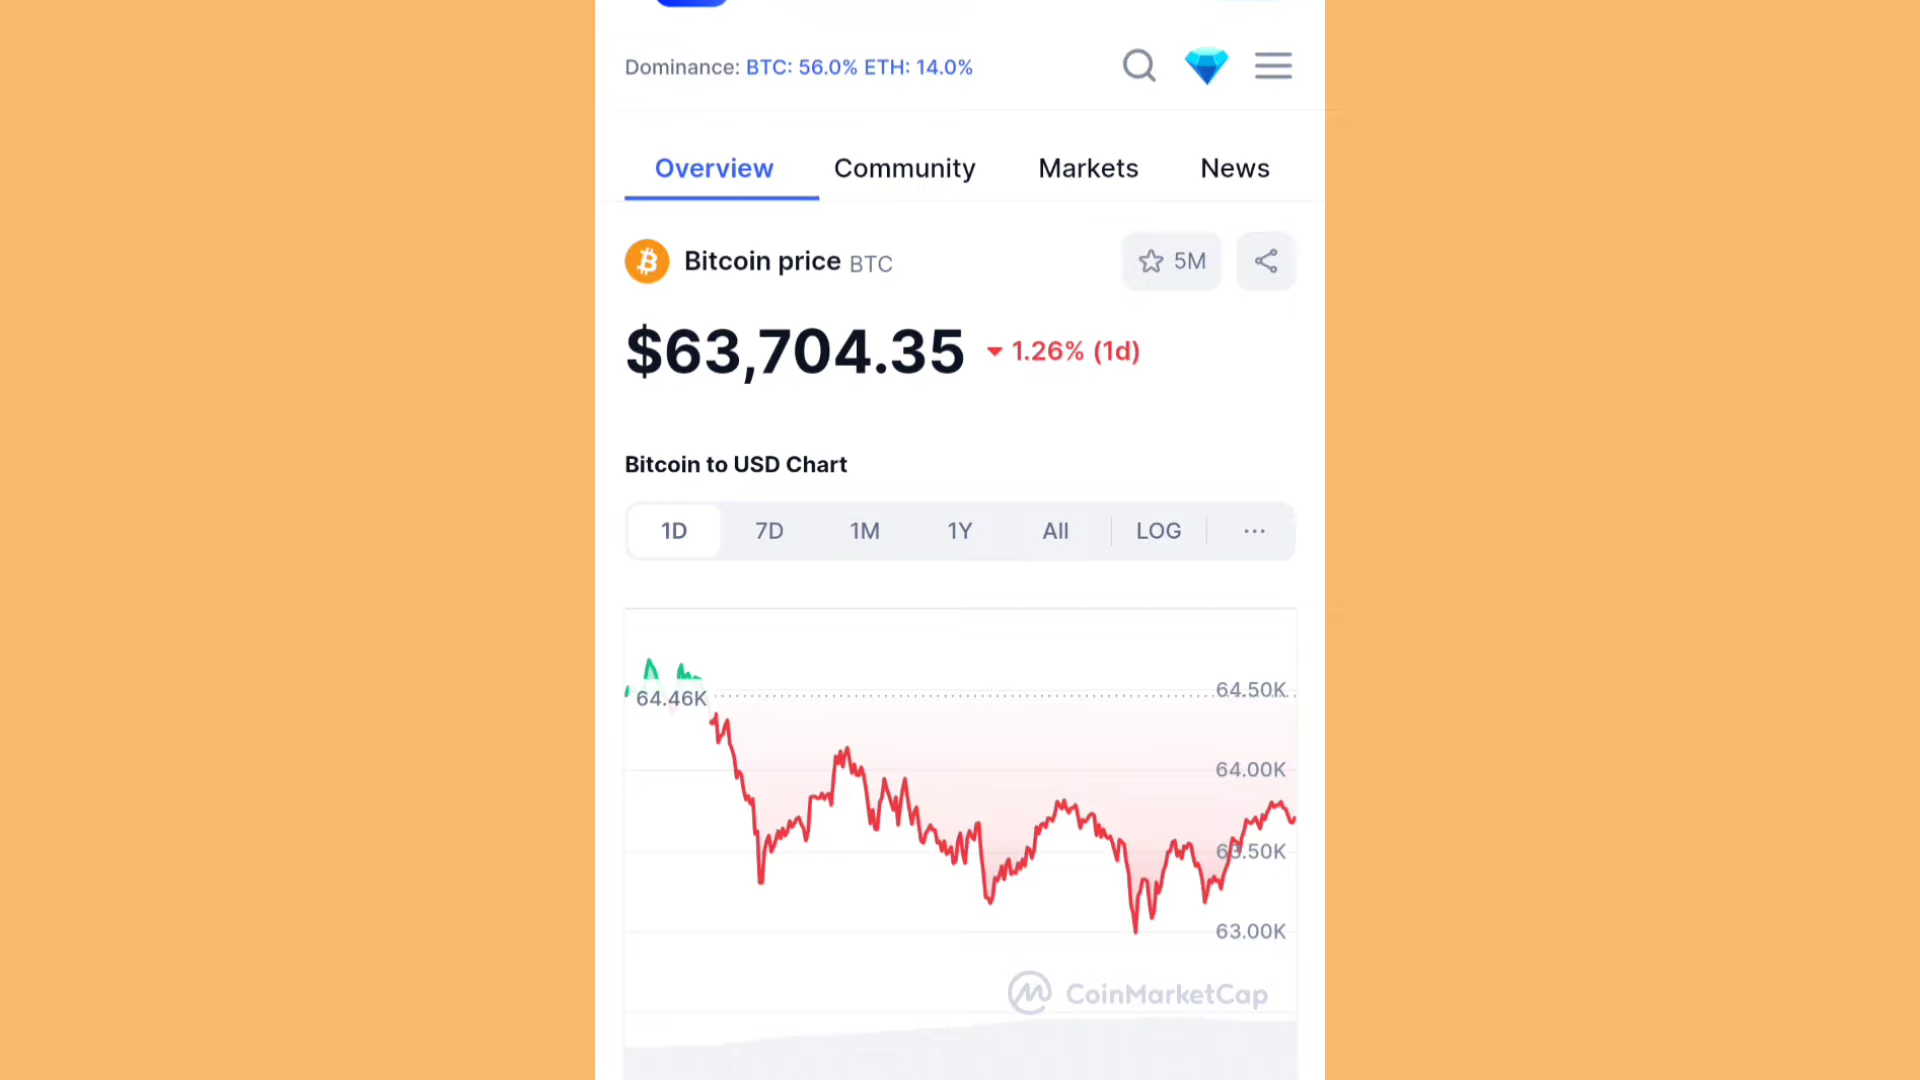 Dominance: BTC: 56.0% ETH: 14.0%
Overview Community Markets News
Bitcoin price BTC 5M
$63,704.35 1.26% (1d)
Bitcoin to USD Chart
1D 7D 1M 1Y All LOG ...
64.46K 64.50K
64.00K
63.50K
63.00K
CoinMarketCap